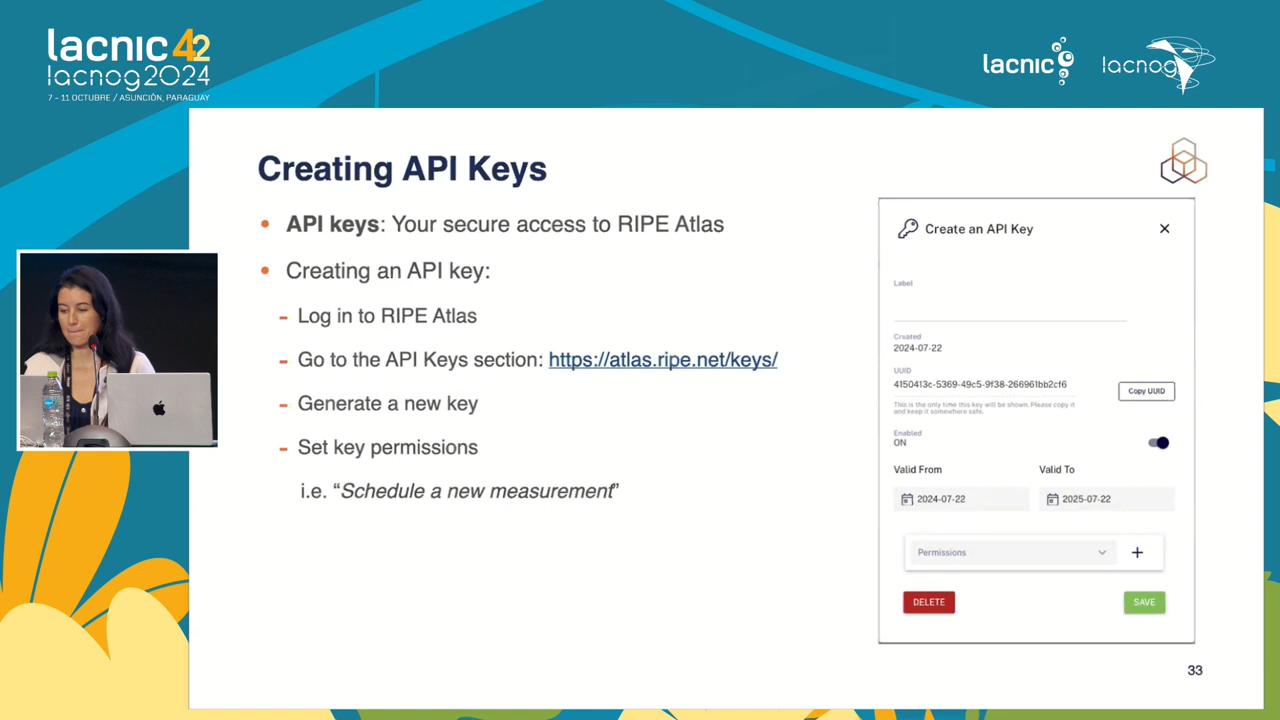 lacnic 42
lacnog2024
7 - 11 OCTUBRE / ASUNCIÓN, PARAGUAY
lacnic
lacnog
Creating API Keys
• API keys: Your secure access to RIPE Atlas
• Creating an API key:
- Log in to RIPE Atlas
- Go to the API Keys section: https://atlas.ripe.net/keys/
- Generate a new key
- Set key permissions
i.e. “Schedule a new measurement”
Create an API Key
Label
Created
2024-07-22
UUID
4150413c-5369-49c5-9f38-266961bb2cf6
Copy UUID
This is the only time this key will be shown. Please copy it
and keep it somewhere safe.
Enabled
ON
Valid From
Valid To
2024-07-22
2025-07-22
Permissions
DELETE
SAVE
33